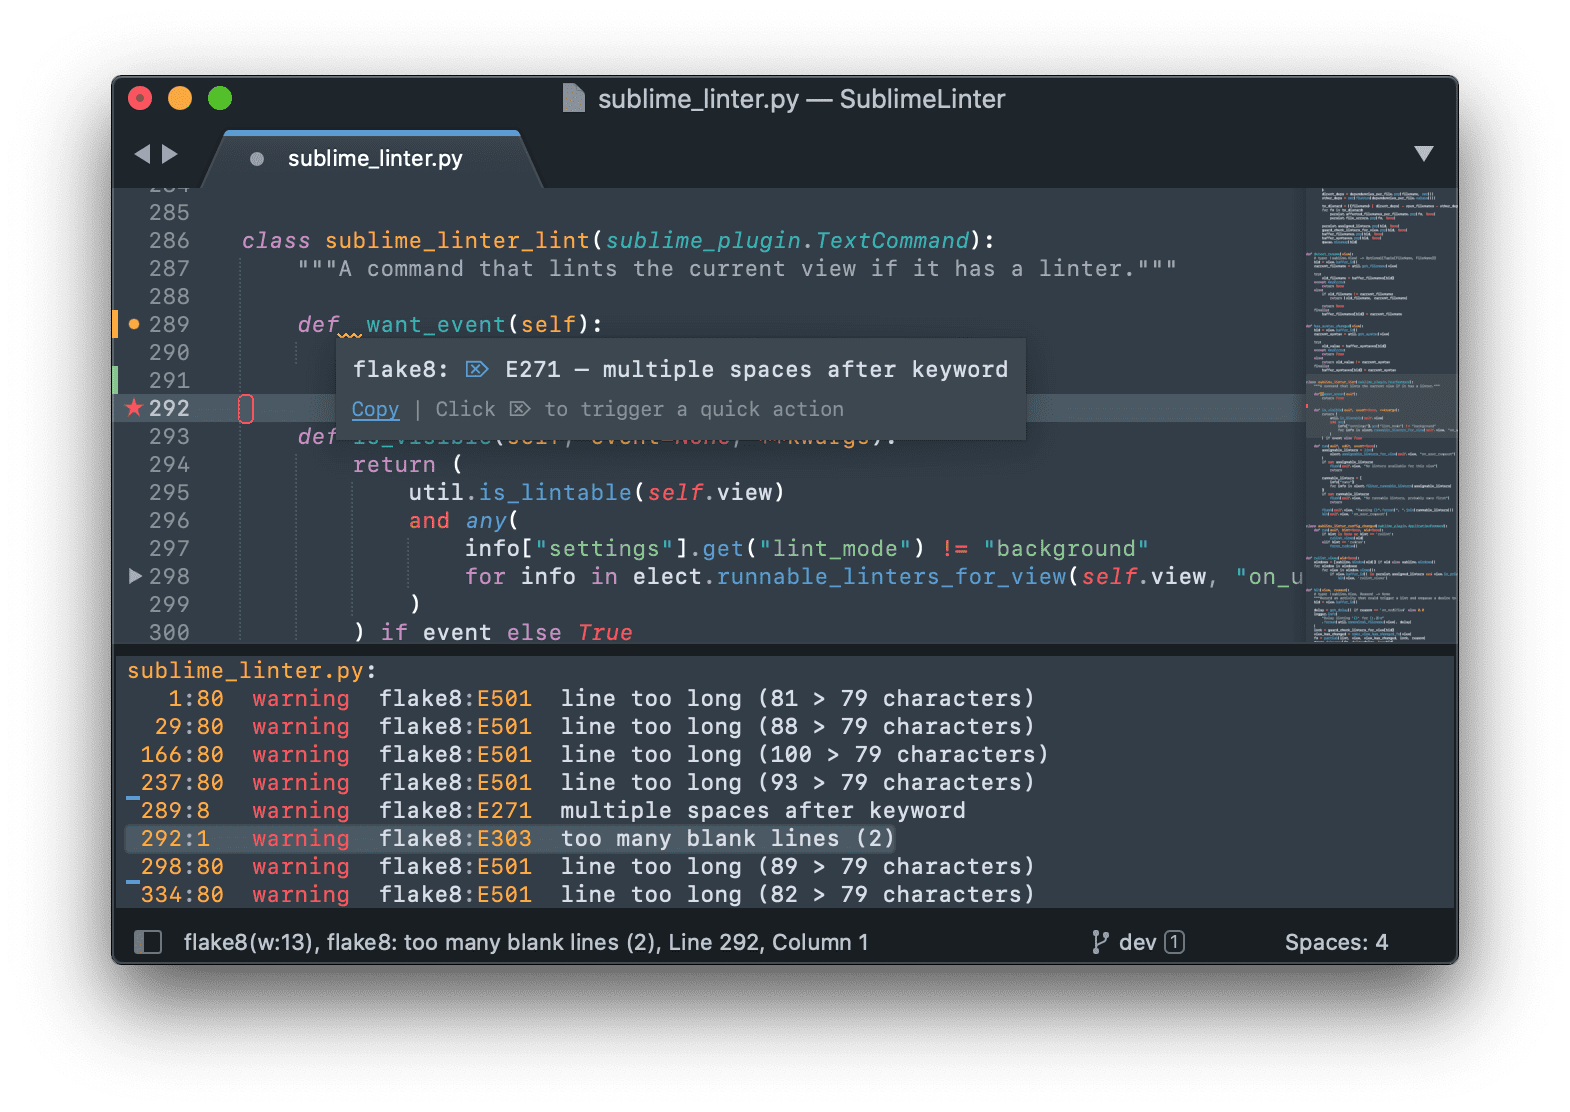 sublime_linter.py — SublimeLinter
sublime_linter.py
285
286 class sublime_linter_lint(sublime_plugin.TextCommand):
287 """A command that lints the current view if it has a linter."""
288
289 def  want_event(self):
290
flake8: E271 — multiple spaces after keyword
291
292
Copy | Click to trigger a quick action
293 def is_visible(self, event=None, **kwargs):
294 return (
295 util.is_lintable(self.view)
296 and any(
297 info["settings"].get("lint_mode") != "background"
298 for info in elect.runnable_linters_for_view(self.view, "on_u
299 )
300 ) if event else True
sublime_linter.py:
1:80 warning flake8:E501 line too long (81 > 79 characters)
29:80 warning flake8:E501 line too long (88 > 79 characters)
166:80 warning flake8:E501 line too long (100 > 79 characters)
237:80 warning flake8:E501 line too long (93 > 79 characters)
289:8 warning flake8:E271 multiple spaces after keyword
292:1 warning flake8:E303 too many blank lines (2)
298:80 warning flake8:E501 line too long (89 > 79 characters)
334:80 warning flake8:E501 line too long (82 > 79 characters)
flake8(w:13), flake8: too many blank lines (2), Line 292, Column 1
dev 1
Spaces: 4